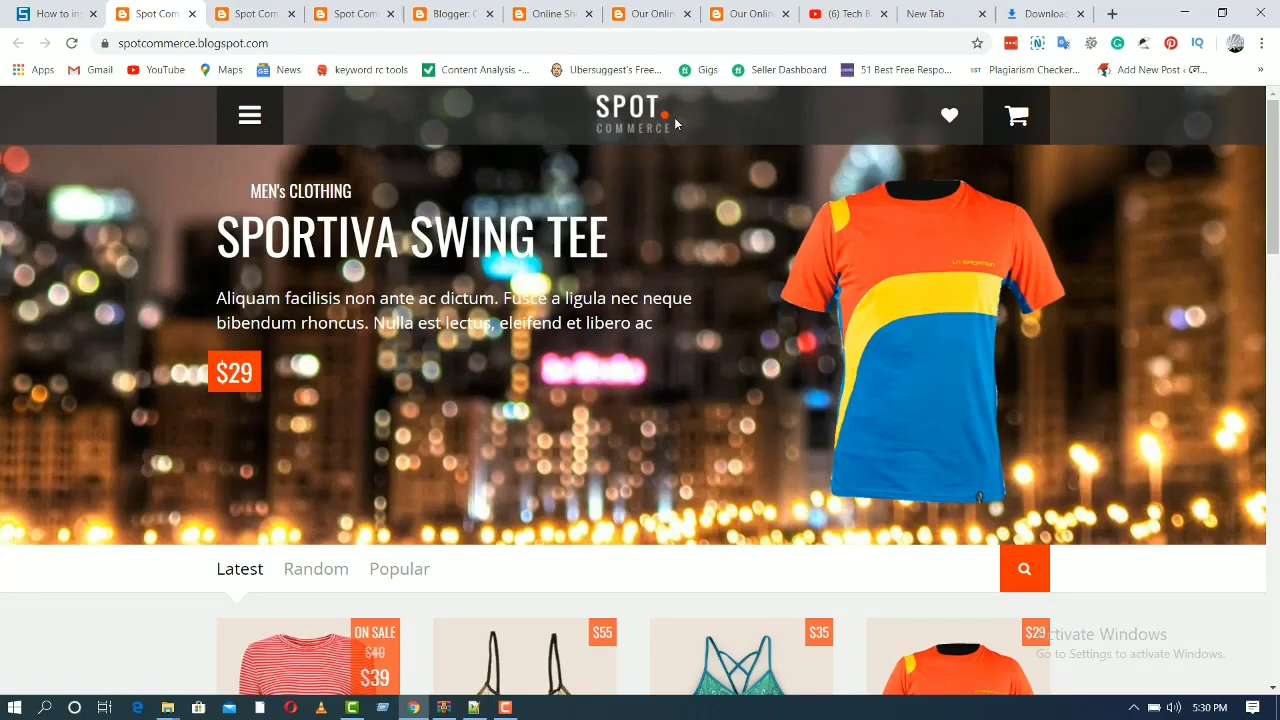 How to in
Spot Com
Spot Com
Spot Com
Blogger: C
Online Sh
Our Onlin
Our Onlin
(6) Tech B
New Tab
Downloac
spotcommerce.blogspot.com
Apps
Gmail
YouTube
Maps
News
keyword rc tools
Content Analysis -...
Ubersuggest's Free...
Gigs
Seller Dashboard
51 Best Free Respo...
Plagiarism Checker...
Add New Post ‹ G...
SPOT.
COMMERCE
MEN's CLOTHING
SPORTIVA SWING TEE
Aliquam facilisis non ante ac dictum. Fusce a ligula nec neque
bibendum rhoncus. Nulla est lectus, eleifend et libero ac
$29
LA SPORTIVA
Latest
Random
Popular
ON SALE
$40
$39
$55
$35
$29
Activate Windows
Go to Settings to activate Windows.
5:30 PM